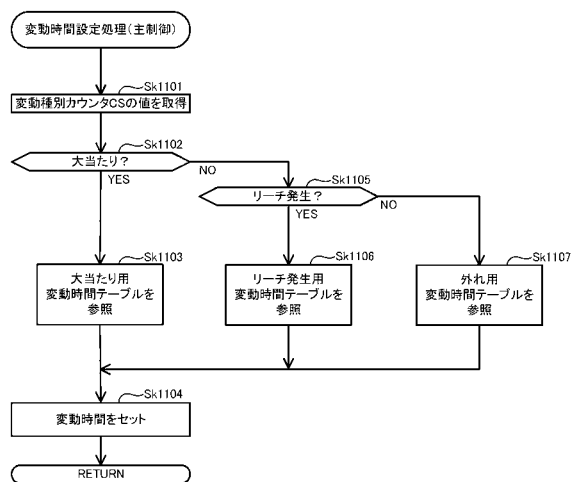 変動時間設定処理(主制御)
Sk1101
変動種別カウンタCSの値を取得
Sk1102
大当たり?
NO
YES
Sk1105
リーチ発生?
NO
YES
Sk1103
大当たり用
変動時間テーブルを
参照
Sk1106
リーチ発生用
変動時間テーブルを
参照
Sk1107
外れ用
変動時間テーブルを
参照
Sk1104
変動時間をセット
RETURN